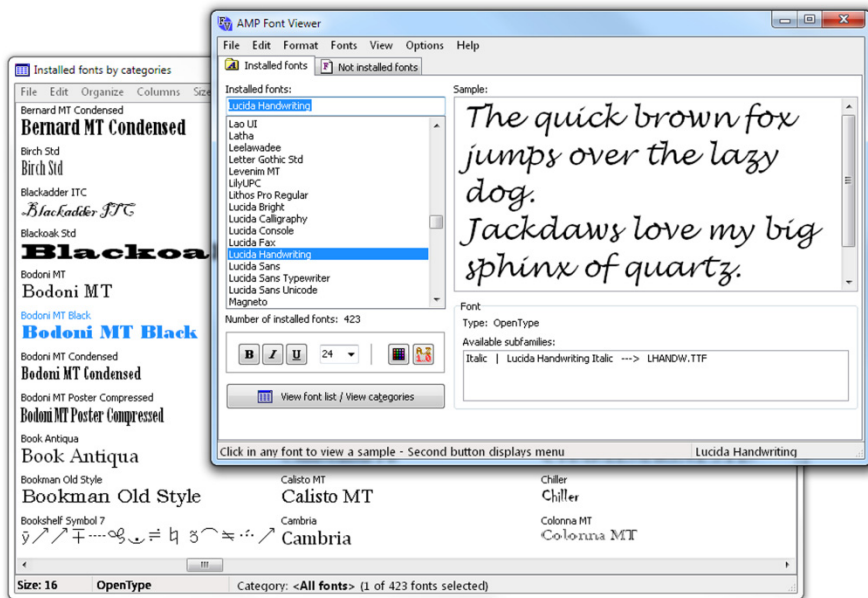 AMP Font Viewer
File Edit Format Fonts View Options Help
Installed fonts Not installed fonts
Installed fonts:
Lucida Handwriting
Lao UI
Latha
Leelawadee
Letter Gothic Std
Levenim MT
LilyUPC
Lithos Pro Regular
Lucida Bright
Lucida Calligraphy
Lucida Console
Lucida Fax
Lucida Handwriting
Lucida Sans
Lucida Sans Typewriter
Lucida Sans Unicode
Magneto
Number of installed fonts: 423
B I U 24
View font list / View categories
Sample:
The quick brown fox
jumps over the lazy
dog.
Jackdaws love my big
sphinx of quartz.
Font
Type: OpenType
Available subfamilies:
Italic | Lucida Handwriting Italic ---> LHANDW.TTF
Click in any font to view a sample - Second button displays menu Lucida Handwriting
Installed fonts by categories
File Edit Organize Columns
Bernard MT Condensed
Bernard MT Condensed
Birch Std
Birch Std
Blackadder ITC
Blackadder ITC
Blackoak Std
Bodoni MT
Bodoni MT
Bodoni MT Black
Bodoni MT Black
Bodoni MT Condensed
Bodoni MT Condensed
Bodoni MT Poster Compressed
Bodoni MT Poster Compressed
Book Antiqua
Book Antiqua
Bookman Old Style Calisto MT Chiller
Bookman Old Style Calisto MT Chiller
Bookshelf Symbol 7 Cambria Colonna MT
Cambria Colonna MT
Size: 16 OpenType Category: <All fonts> (1 of 423 fonts selected)